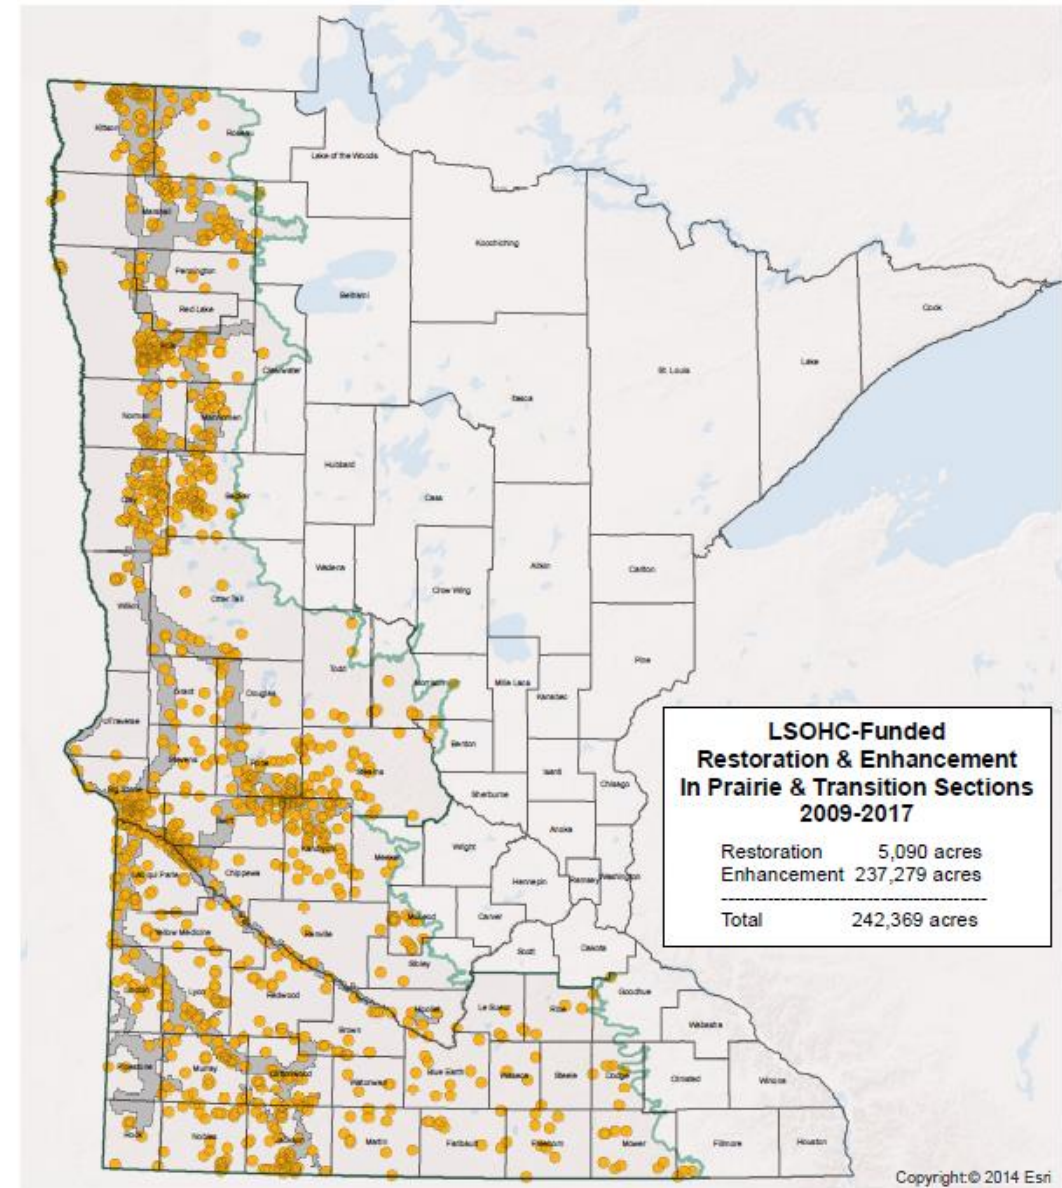 Kittson
Roseau
Lake of the Woods
Marshall
Koochiching
Pennington
Beltrami
Red Lake
Cook
Lake
Clearwater
St. Louis
Itasca
Norman
Mahnomen
Hubbard
Cass
Clay
Becker
Wadena
Aitkin
Carlton
Crow Wing
Otter Tail
Wilkin
Pine
Todd
Mille Lacs
Morrison
Grant
Douglas
Kanabec
Traverse
Benton
Stevens
Pope
Stearns
Isanti
Big Stone
Sherburne
Chisago
Swift
Anoka
Kandiyohi
Meeker
Wright
Lac qui Parle
Chippewa
Hennepin
Ramsey
Washington
McLeod
Carver
Yellow Medicine
Renville
Scott
Dakota
Sibley
Lincoln
Lyon
Redwood
Nicollet
Le Sueur
Rice
Goodhue
Wabasha
Brown
Pipestone
Murray
Cottonwood
Watonwan
Blue Earth
Waseca
Steele
Dodge
Olmsted
Winona
Rock
Nobles
Jackson
Martin
Faribault
Freeborn
Mower
Fillmore
Houston
LSOHC-Funded
Restoration & Enhancement
In Prairie & Transition Sections
2009-2017
Restoration 5,090 acres
Enhancement 237,279 acres
Total 242,369 acres
Copyright:© 2014 Esri